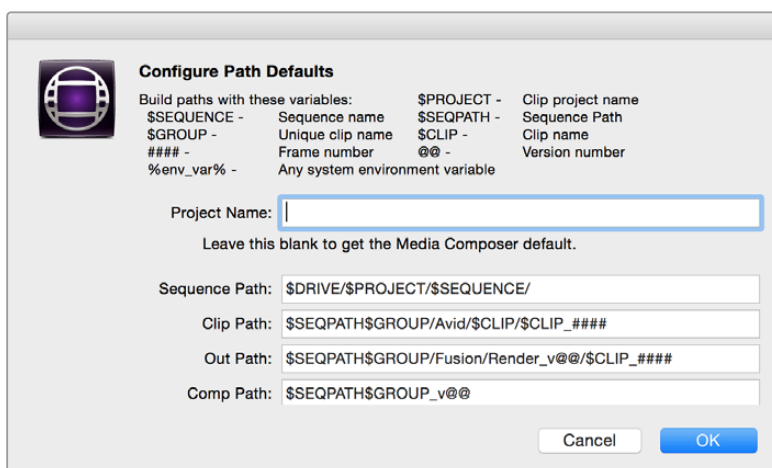 Configure Path Defaults
Build paths with these variables: $PROJECT - Clip project name
$SEQUENCE - Sequence name $SEQPATH - Sequence Path
$GROUP - Unique clip name $CLIP - Clip name
#### - Frame number @@ - Version number
%env_var% - Any system environment variable
Project Name:
Leave this blank to get the Media Composer default.
Sequence Path: $DRIVE/$PROJECT/$SEQUENCE/
Clip Path: $SEQPATH$GROUP/Avid/$CLIP/$CLIP_####
Out Path: $SEQPATH$GROUP/Fusion/Render_v@@/$CLIP_####
Comp Path: $SEQPATH$GROUP_v@@
Cancel OK